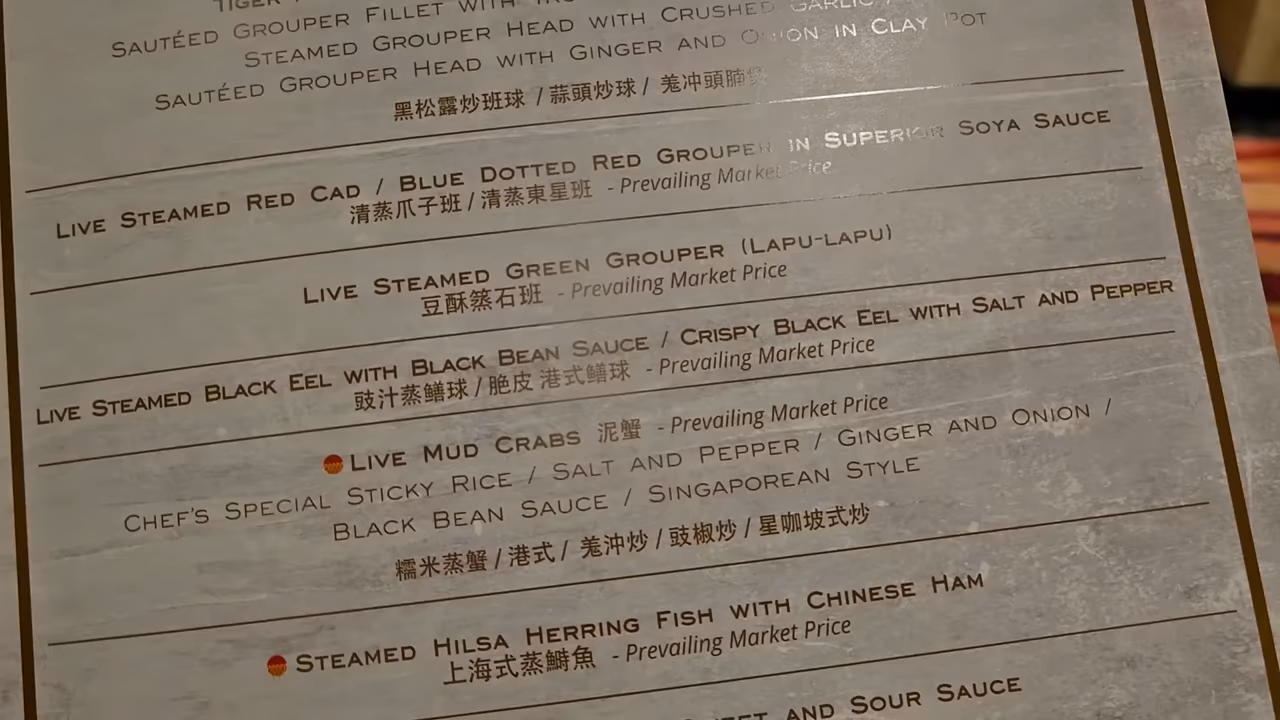 TIGER
SAUTÉED GROUPER FILLET WITH
STEAMED GROUPER HEAD WITH CRUSHED GARLIC
SAUTÉED GROUPER HEAD WITH GINGER AND ONION IN CLAY POT
黑松露炒班球 / 蒜頭炒球 / 羗冲頭腩煲
LIVE STEAMED RED CAD / BLUE DOTTED RED GROUPER IN SUPERIOR SOYA SAUCE
清蒸爪子班 / 清蒸東星班 - Prevailing Market Price
LIVE STEAMED GREEN GROUPER (LAPU-LAPU)
豆酥蒸石班 - Prevailing Market Price
LIVE STEAMED BLACK EEL WITH BLACK BEAN SAUCE / CRISPY BLACK EEL WITH SALT AND PEPPER
豉汁蒸鳝球 / 脆皮 港式鳝球 - Prevailing Market Price
LIVE MUD CRABS 泥蟹 - Prevailing Market Price
CHEF'S SPECIAL STICKY RICE / SALT AND PEPPER / GINGER AND ONION /
BLACK BEAN SAUCE / SINGAPOREAN STYLE
糯米蒸蟹 / 港式 / 羗沖炒 / 豉椒炒 / 星咖坡式炒
STEAMED HILSA HERRING FISH WITH CHINESE HAM
上海式蒸鰣魚 - Prevailing Market Price
AND SOUR SAUCE